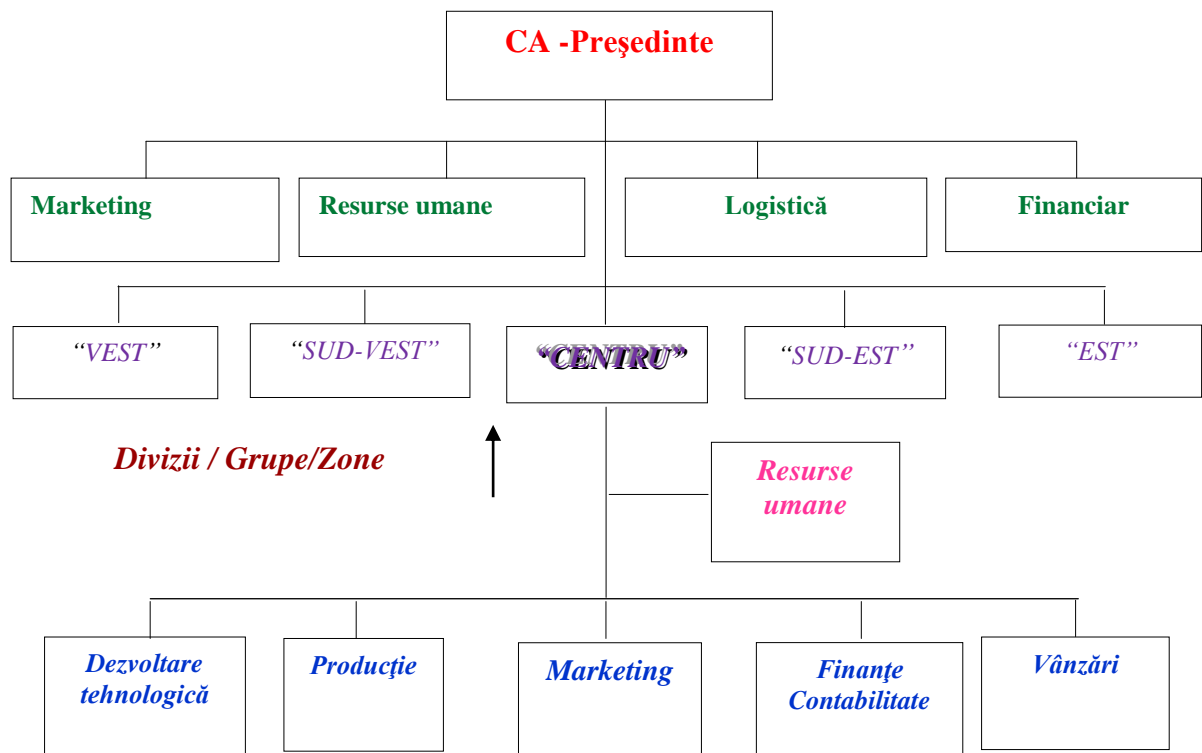 CA -Preşedinte
Marketing
Resurse umane
Logistică
Financiar
“VEST”
“SUD-VEST”
“CENTRU”
“SUD-EST”
“EST”
Divizii / Grupe/Zone
Resurse
umane
Dezvoltare
tehnologică
Producţie
Marketing
Finanţe
Contabilitate
Vânzări